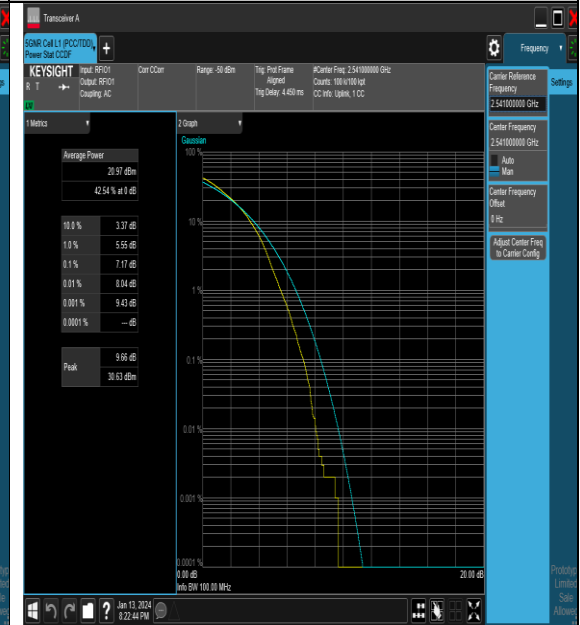 Transceiver A
5GNR Cell L1 (PCC/TDD),
Power Stat CCDF
Frequency
KEYSIGHT
R T
Input: RFIO1
Output: RFIO1
Coupling: AC
Corr CCorr
Range: -50 dBm
Trig: Prot Frame
Aligned
Trig Delay: 4.450 ms
#Center Freq: 2.541000000 GHz
Counts: 100 k/100 kpt
CC Info: Uplink, 1 CC
1 Metrics
Average Power
20.97 dBm
42.54 % at 0 dB
10.0 % 3.37 dB
1.0 % 5.55 dB
0.1 % 7.17 dB
0.01 % 8.04 dB
0.001 % 9.43 dB
0.0001 % --- dB
Peak
9.66 dB
30.63 dBm
2 Graph
Gaussian
100 %
10 %
1 %
0.1 %
0.01 %
0.001 %
0.0001 %
0.00 dB
20.00 dB
Info BW 100.00 MHz
Carrier Reference
Frequency
2.541000000 GHz
Center Frequency
2.541000000 GHz
Auto
Man
Center Frequency
Offset
0 Hz
Adjust Center Freq
to Carrier Config
Settings
Jan 13, 2024
8:22:44 PM
?